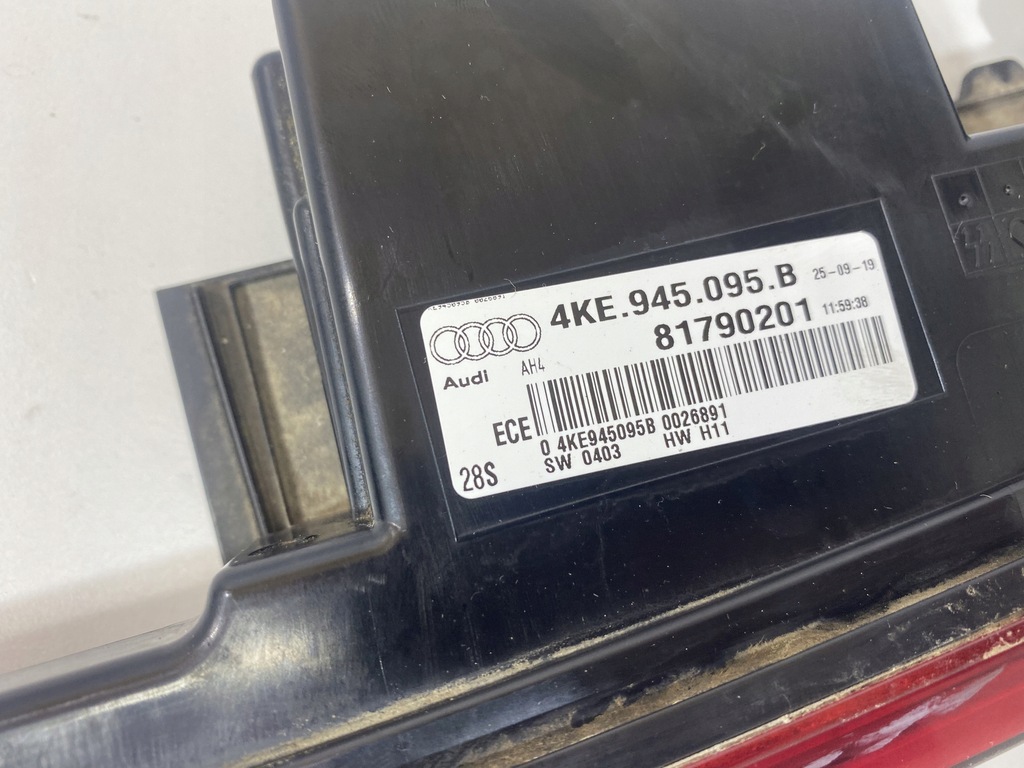 4KE.945.095.B 25-09-19
81790201 11:59:38
Audi AH4
ECE
0 4KE945095B 0026891
28S SW 0403 HW H11